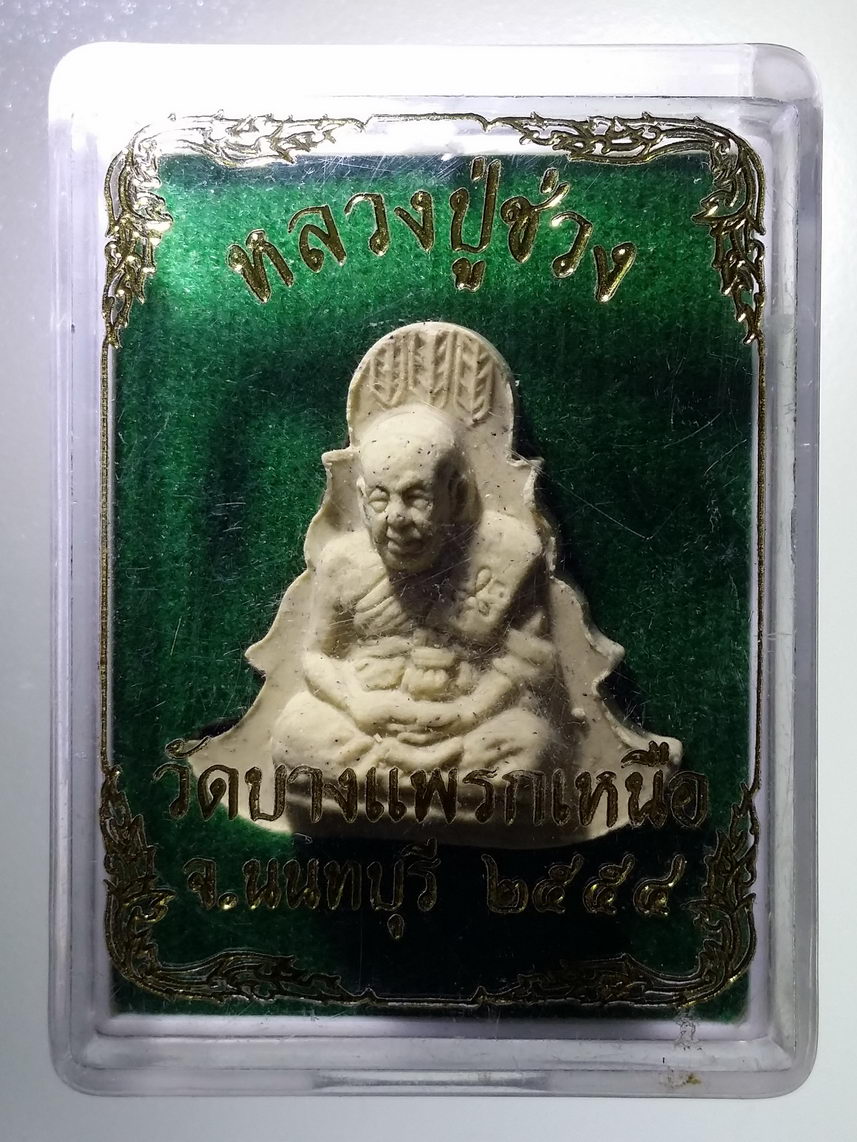 หลวงปู่ช่วง
วัดบางแพรกเหนือ
จ.นนทบุรี ๒๕๕๔